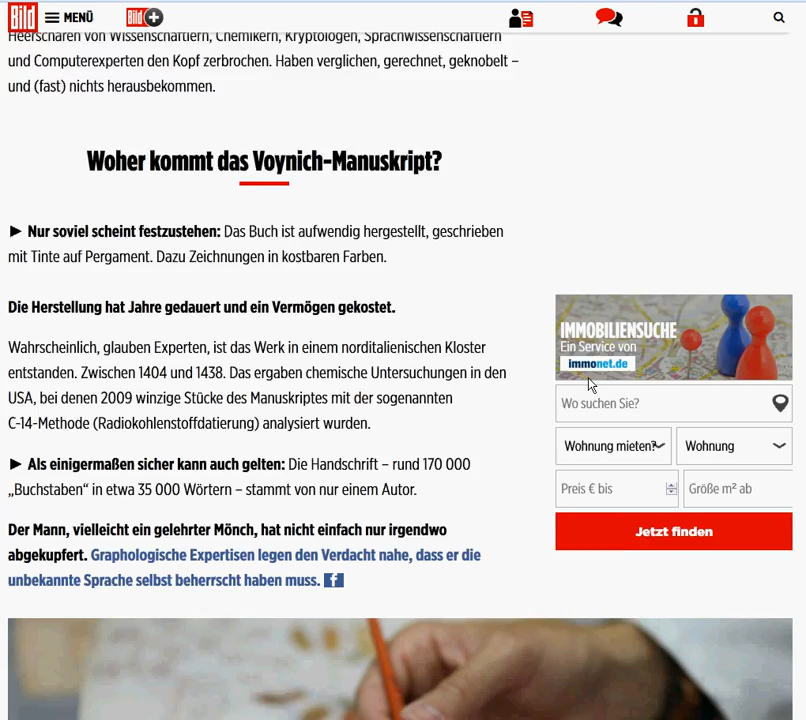 Bild MENÜ Bild
Heerscharen von Wissenschaftlern, Chemikern, Kryptologen, Sprachwissenschaftlern
und Computerexperten den Kopf zerbrochen. Haben verglichen, gerechnet, geknobelt –
und (fast) nichts herausbekommen.
Woher kommt das Voynich-Manuskript?
► Nur soviel scheint festzustehen: Das Buch ist aufwendig hergestellt, geschrieben
mit Tinte auf Pergament. Dazu Zeichnungen in kostbaren Farben.
Die Herstellung hat Jahre gedauert und ein Vermögen gekostet.
Wahrscheinlich, glauben Experten, ist das Werk in einem norditalienischen Kloster
entstanden. Zwischen 1404 und 1438. Das ergaben chemische Untersuchungen in den
USA, bei denen 2009 winzige Stücke des Manuskriptes mit der sogenannten
C-14-Methode (Radiokohlenstoffdatierung) analysiert wurden.
► Als einigermaßen sicher kann auch gelten: Die Handschrift – rund 170 000
„Buchstaben“ in etwa 35 000 Wörtern – stammt von nur einem Autor.
Der Mann, vielleicht ein gelehrter Mönch, hat nicht einfach nur irgendwo
abgekupfert. Graphologische Expertisen legen den Verdacht nahe, dass er die
unbekannte Sprache selbst beherrscht haben muss. f
IMMOBILIENSUCHE
Ein Service von
immonet.de
Wo suchen Sie?
Wohnung mieten? Wohnung
Preis € bis Größe m² ab
Jetzt finden